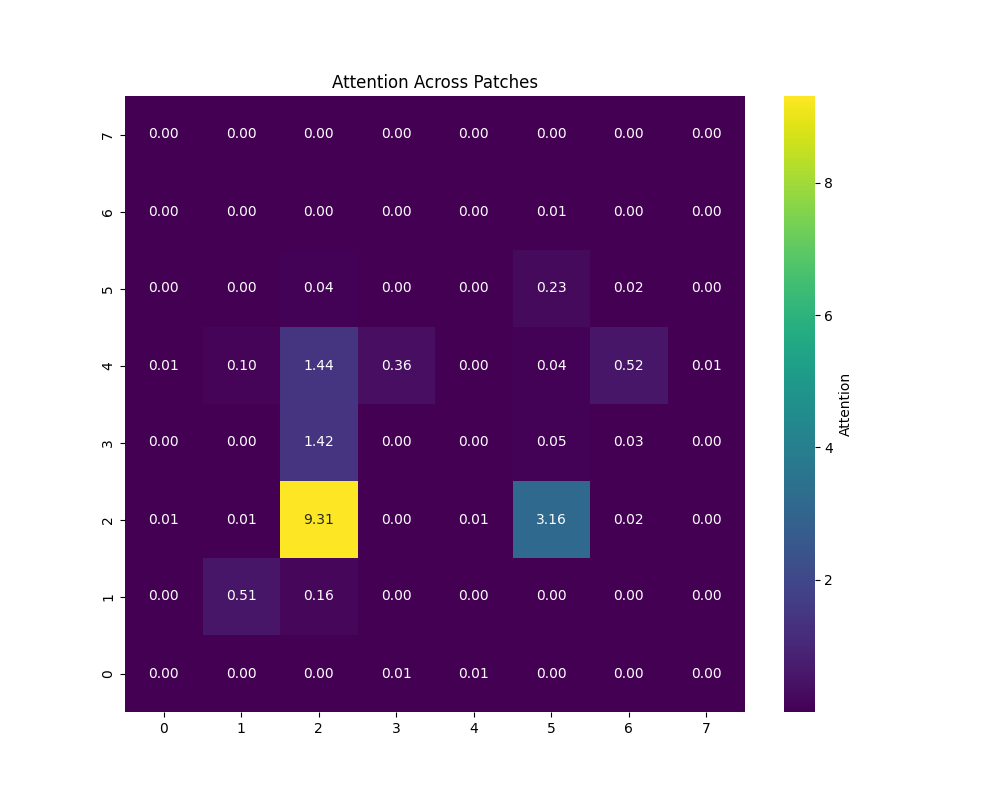 Attention Across Patches
7 0.00 0.00 0.00 0.00 0.00 0.00 0.00 0.00
6 0.00 0.00 0.00 0.00 0.00 0.01 0.00 0.00
5 0.00 0.00 0.04 0.00 0.00 0.23 0.02 0.00
4 0.01 0.10 1.44 0.36 0.00 0.04 0.52 0.01
3 0.00 0.00 1.42 0.00 0.00 0.05 0.03 0.00
2 0.01 0.01 9.31 0.00 0.01 3.16 0.02 0.00
1 0.00 0.51 0.16 0.00 0.00 0.00 0.00 0.00
0 0.00 0.00 0.00 0.01 0.01 0.00 0.00 0.00
0 1 2 3 4 5 6 7
8
6
4
2
Attention